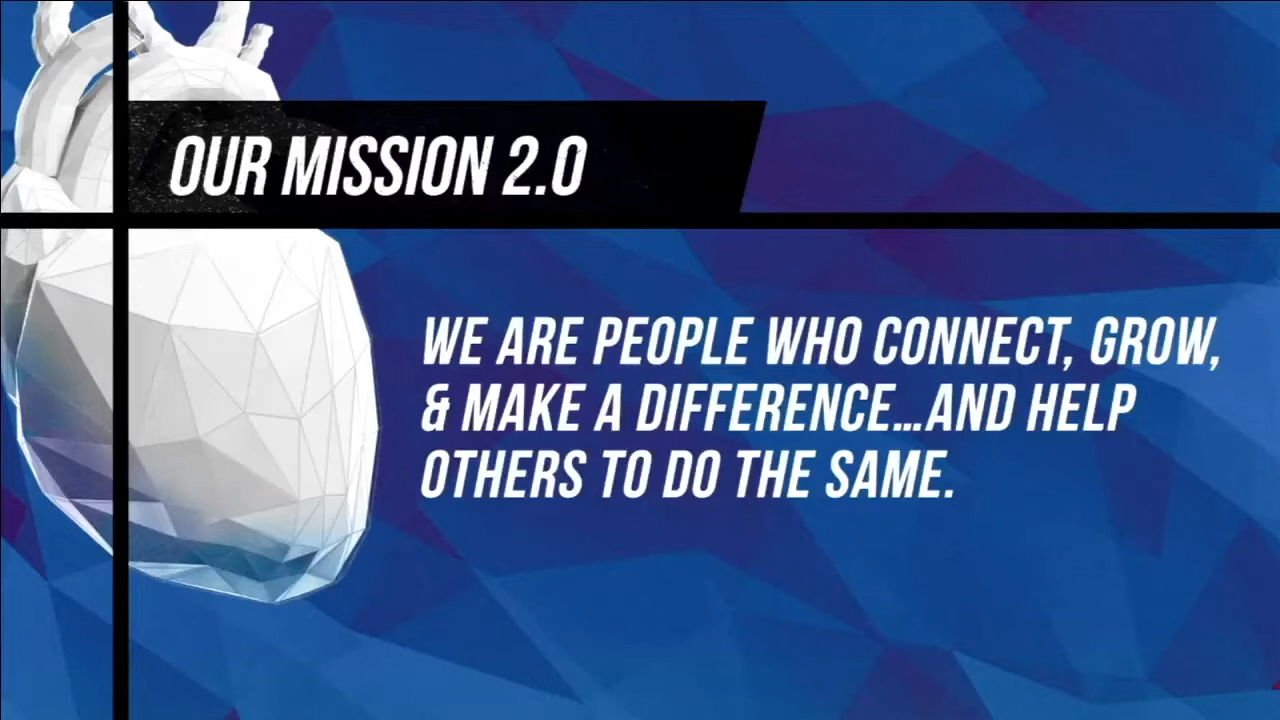 OUR MISSION 2.0
WE ARE PEOPLE WHO CONNECT, GROW,
& MAKE A DIFFERENCE...AND HELP
OTHERS TO DO THE SAME.